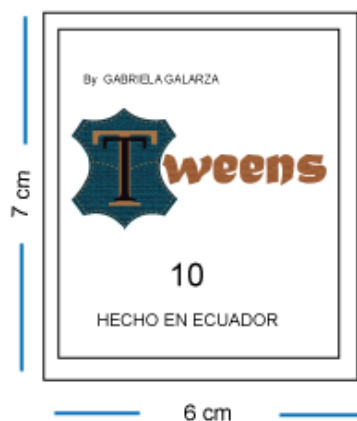 By GABRIELA GALARZA
Tweens
7 cm
10
HECHO EN ECUADOR
6 cm